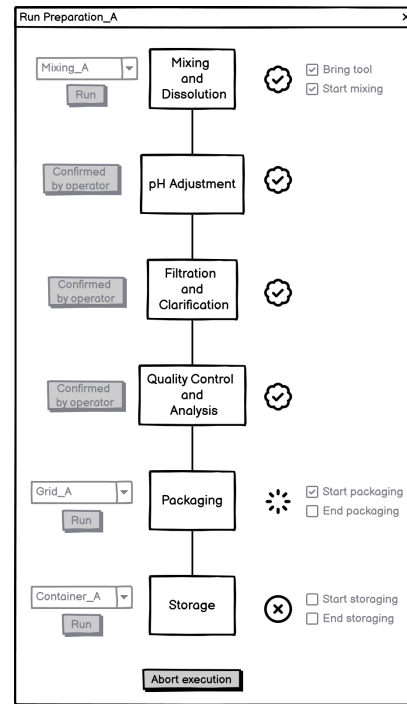 Run Preparation_A
Mixing_A
Run
Mixing
and
Dissolution
Bring tool
Start mixing
Confirmed
by operator
pH Adjustment
Confirmed
by operator
Filtration
and
Clarification
Confirmed
by operator
Quality Control
and
Analysis
Grid_A
Run
Packaging
Start packaging
End packaging
Container_A
Run
Storage
Start storaging
End storaging
Abort execution